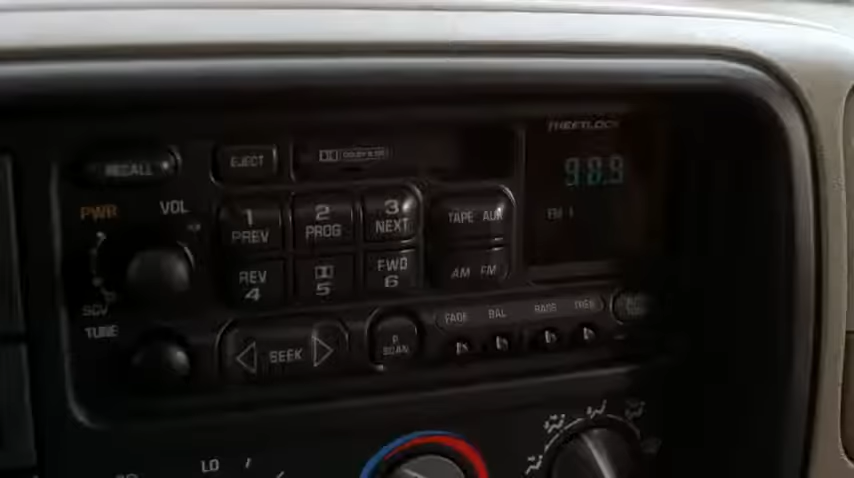 THEFTLOCK
RECALL
EJECT
DOLBY B NR
90.9
PWR VOL
1 PREV
2 PROG
3 NEXT
TAPE AUX
FM 1
REV 4
5
FWD 6
AM FM
SCV
TUNE
SEEK
P SCAN
FADE BAL BASS TREB
LO